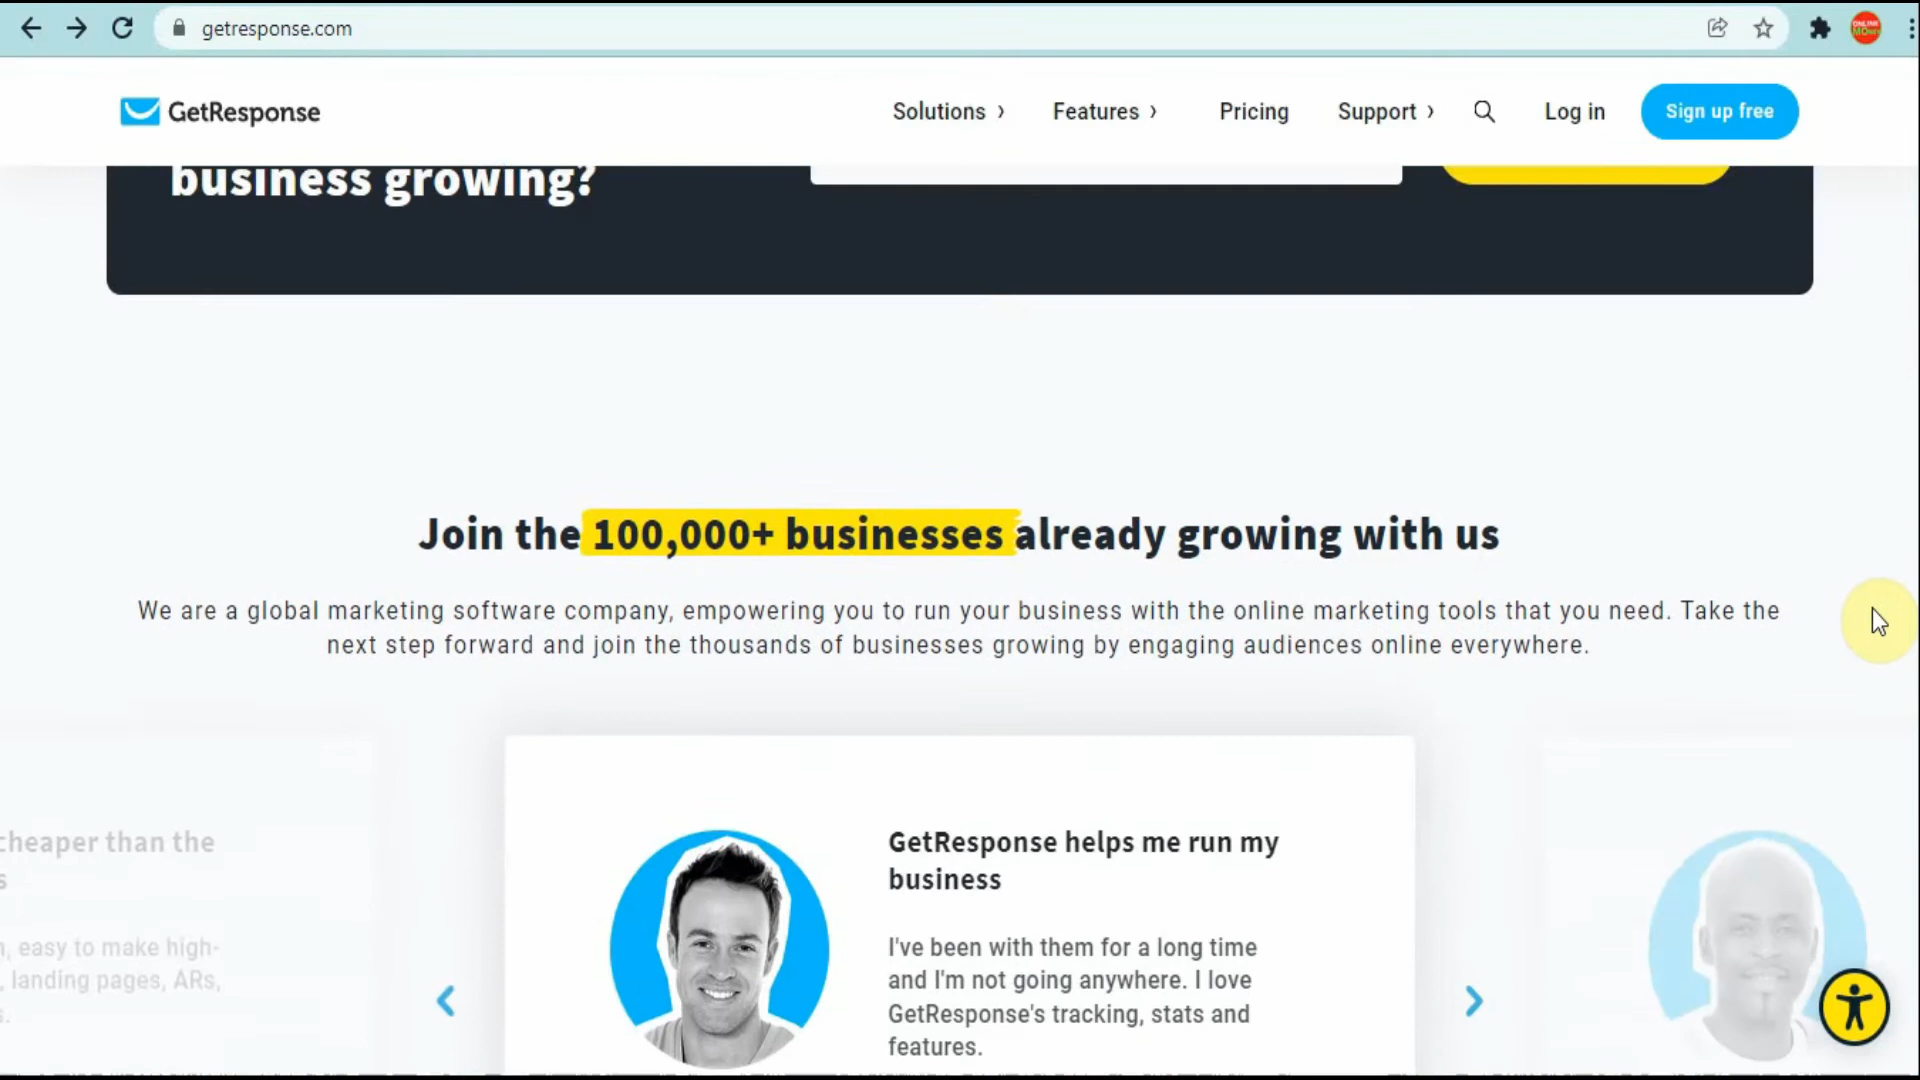 getresponse.com
ONLINE
MONEY
GetResponse
Solutions ›
Features ›
Pricing
Support ›
Log in
Sign up free
business growing?
Join the 100,000+ businesses already growing with us
We are a global marketing software company, empowering you to run your business with the online marketing tools that you need. Take the
next step forward and join the thousands of businesses growing by engaging audiences online everywhere.
cheaper than the
s
, easy to make high-
, landing pages, ARs,
s.
GetResponse helps me run my
business
I've been with them for a long time
and I'm not going anywhere. I love
GetResponse's tracking, stats and
features.